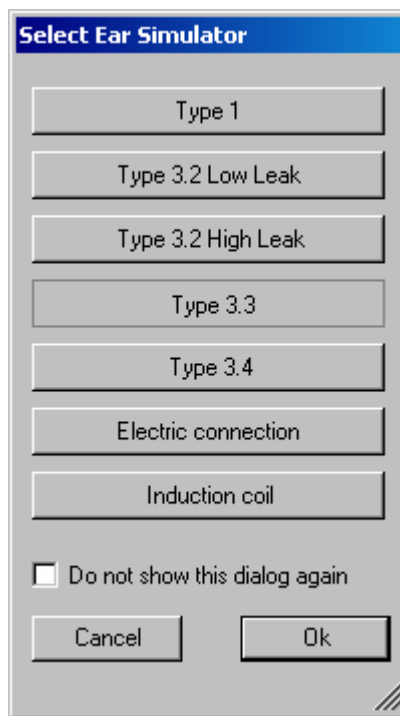 Select Ear Simulator
Type 1
Type 3.2 Low Leak
Type 3.2 High Leak
Type 3.3
Type 3.4
Electric connection
Induction coil
Do not show this dialog again
Cancel Ok